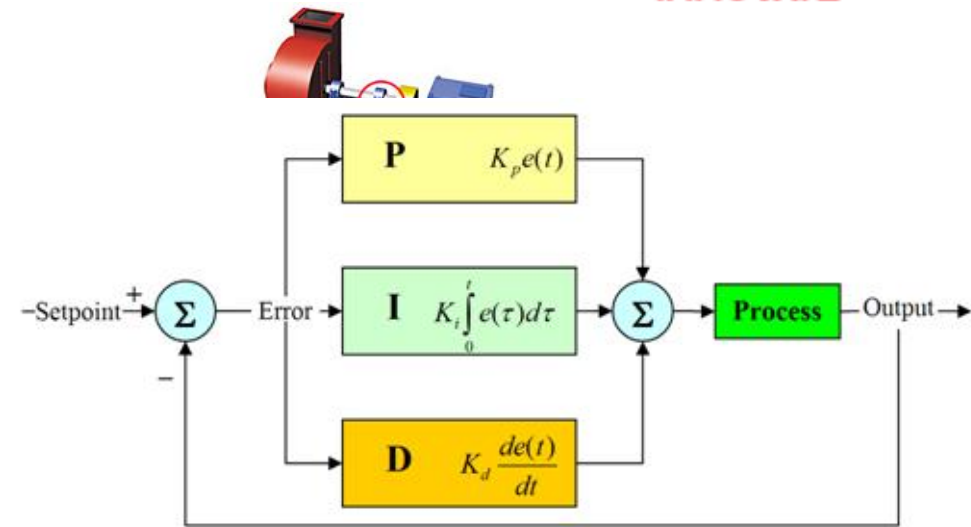 P K_p e(t)
–Setpoint + Σ Error I K_i ∫_0^t e(τ)dτ Σ Process Output
–
D K_d de(t)/dt